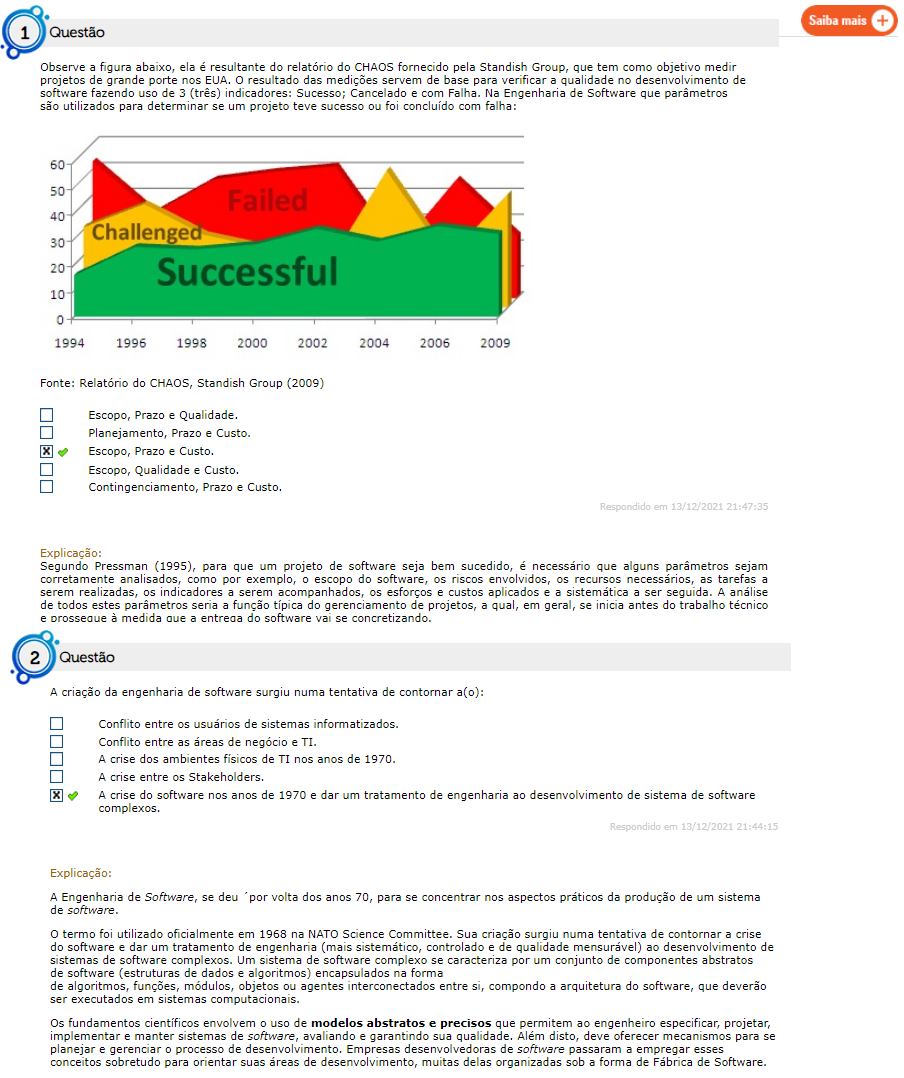 1 Questão
Saiba mais
Observe a figura abaixo, ela é resultante do relatório do CHAOS fornecido pela Standish Group, que tem como objetivo medir
projetos de grande porte nos EUA. O resultado das medições servem de base para verificar a qualidade no desenvolvimento de
software fazendo uso de 3 (três) indicadores: Sucesso; Cancelado e com Falha. Na Engenharia de Software que parâmetros
são utilizados para determinar se um projeto teve sucesso ou foi concluído com falha:
60
50
40
30
20
10
0
Failed
Challenged
Successful
1994 1996 1998 2000 2002 2004 2006 2009
Fonte: Relatório do CHAOS, Standish Group (2009)
Escopo, Prazo e Qualidade.
Planejamento, Prazo e Custo.
Escopo, Prazo e Custo.
Escopo, Qualidade e Custo.
Contingenciamento, Prazo e Custo.
Respondido em 13/12/2021 21:47:35
Explicação:
Segundo Pressman (1995), para que um projeto de software seja bem sucedido, é necessário que alguns parâmetros sejam
corretamente analisados, como por exemplo, o escopo do software, os riscos envolvidos, os recursos necessários, as tarefas a
serem realizadas, os indicadores a serem acompanhados, os esforços e custos aplicados e a sistemática a ser seguida. A análise
de todos estes parâmetros seria a função típica do gerenciamento de projetos, a qual, em geral, se inicia antes do trabalho técnico
e prossegue à medida que a entrega do software vai se concretizando.
2 Questão
A criação da engenharia de software surgiu numa tentativa de contornar a(o):
Conflito entre os usuários de sistemas informatizados.
Conflito entre as áreas de negócio e TI.
A crise dos ambientes físicos de TI nos anos de 1970.
A crise entre os Stakeholders.
A crise do software nos anos de 1970 e dar um tratamento de engenharia ao desenvolvimento de sistema de software
complexos.
Respondido em 13/12/2021 21:44:15
Explicação:
A Engenharia de Software, se deu ´por volta dos anos 70, para se concentrar nos aspectos práticos da produção de um sistema
de software.
O termo foi utilizado oficialmente em 1968 na NATO Science Committee. Sua criação surgiu numa tentativa de contornar a crise
do software e dar um tratamento de engenharia (mais sistemático, controlado e de qualidade mensurável) ao desenvolvimento de
sistemas de software complexos. Um sistema de software complexo se caracteriza por um conjunto de componentes abstratos
de software (estruturas de dados e algoritmos) encapsulados na forma
de algoritmos, funções, módulos, objetos ou agentes interconectados entre si, compondo a arquitetura do software, que deverão
ser executados em sistemas computacionais.
Os fundamentos científicos envolvem o uso de modelos abstratos e precisos que permitem ao engenheiro especificar, projetar,
implementar e manter sistemas de software, avaliando e garantindo sua qualidade. Além disto, deve oferecer mecanismos para se
planejar e gerenciar o processo de desenvolvimento. Empresas desenvolvedoras de software passaram a empregar esses
conceitos sobretudo para orientar suas áreas de desenvolvimento, muitas delas organizadas sob a forma de Fábrica de Software.